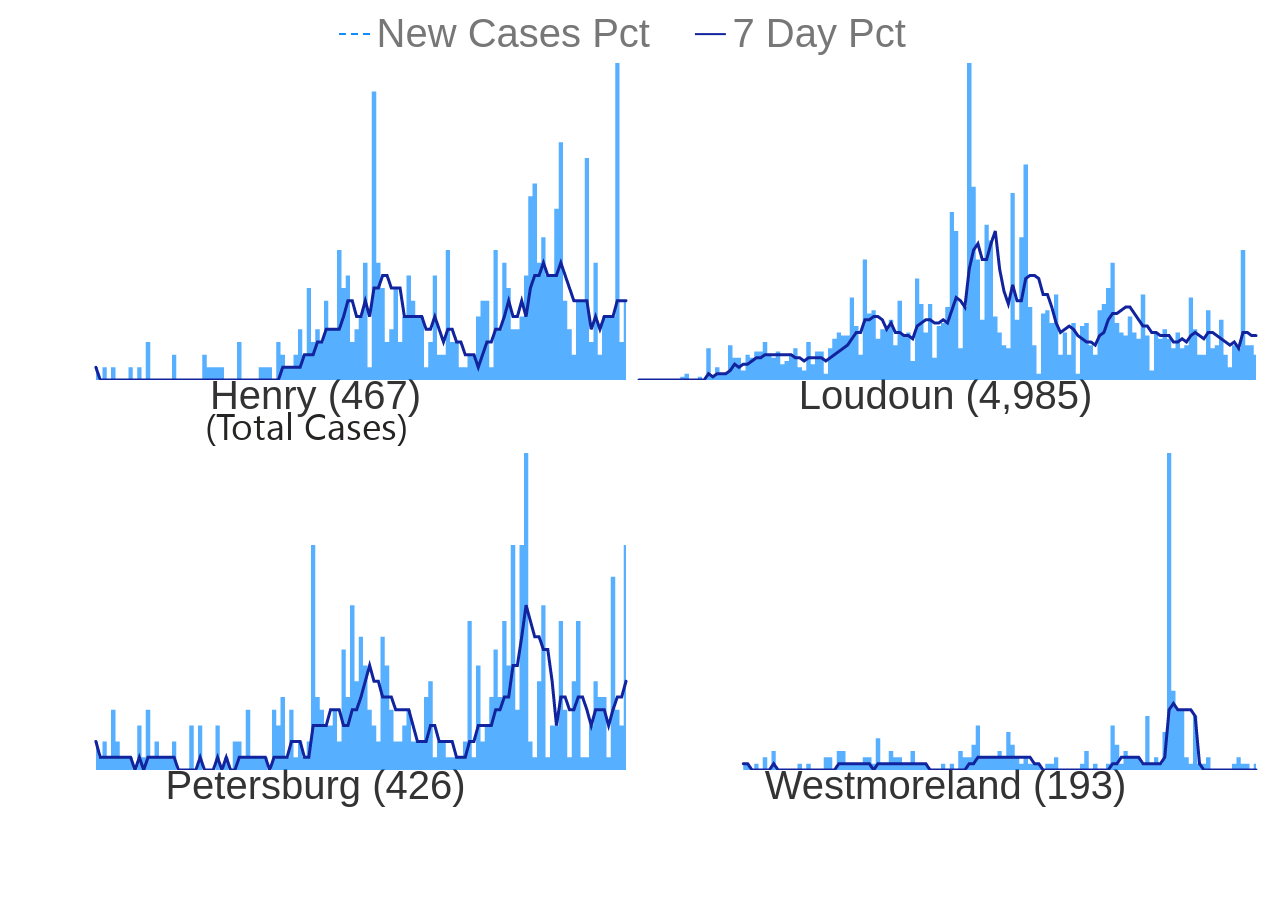 New Cases Pct 7 Day Pct
Henry (467) Loudoun (4,985)
(Total Cases)
Petersburg (426) Westmoreland (193)